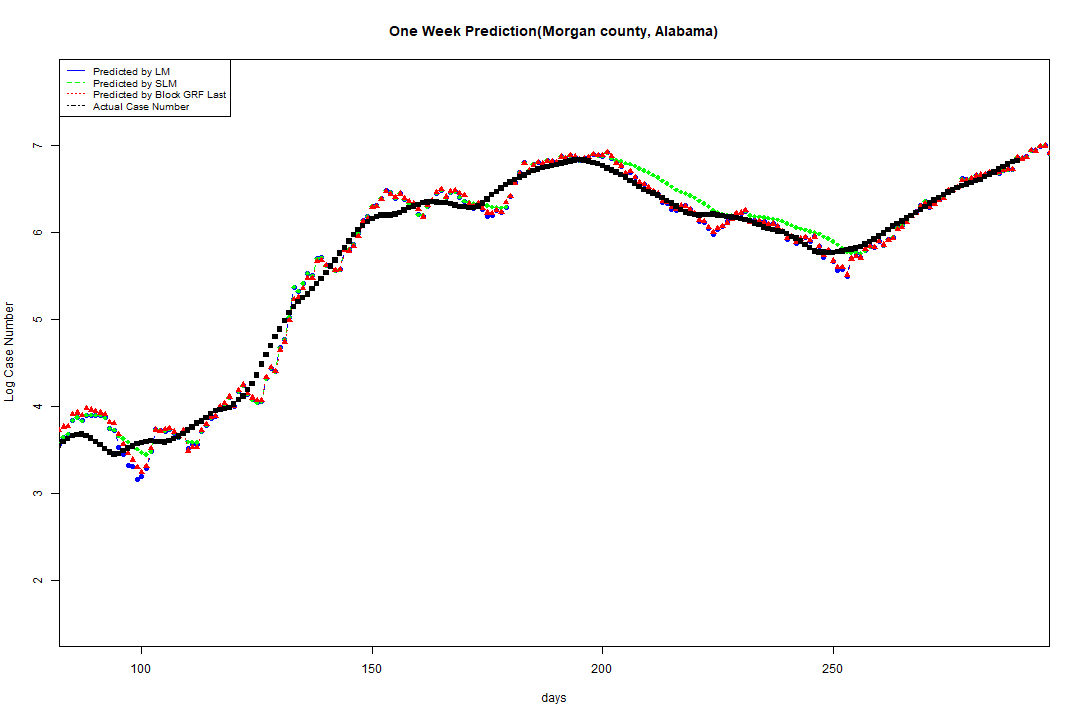 One Week Prediction(Morgan county, Alabama)
Predicted by LM
Predicted by SLM
Predicted by Block GRF Last
Actual Case Number
7
6
5
4
3
2
Log Case Number
100 150 200 250
days